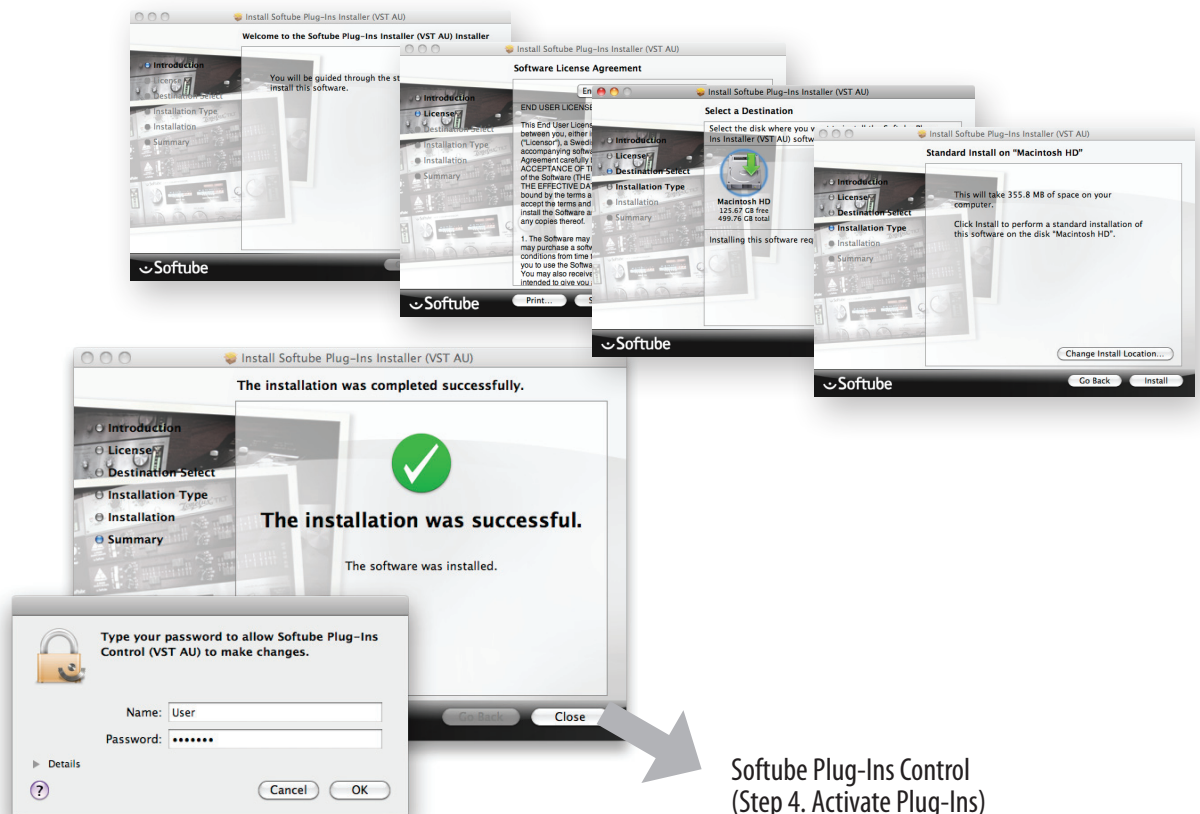 Install Softube Plug-Ins Installer (VST AU)
Welcome to the Softube Plug-Ins Installer (VST AU) Installer
Introduction
License
Destination Select
Installation Type
Installation
Summary
You will be guided through the st
install this software.
Softube
Install Softube Plug-Ins Installer (VST AU)
Software License Agreement
Introduction
License
Destination Select
Installation Type
Installation
Summary
En
END USER LICENSE
This End User Licens
between you, either i
("Licensor"), a Swedi
accompanying softwa
Agreement carefully
ACCEPTANCE OF T
of the Software (THE
THE EFFECTIVE DA
bound by the terms a
accept the terms and
install the Software a
any copies thereof.
1. The Software may
may purchase a softw
conditions from time
you to use the Softwa
You may also receive
intended to give you
Print...
S
Softube
Install Softube Plug-Ins Installer (VST AU)
Select a Destination
Introduction
License
Destination Select
Installation Type
Installation
Summary
Select the disk where you
Ins Installer (VST AU) softw
Macintosh HD
125.67 GB free
499.76 GB total
Installing this software req
Softube
Install Softube Plug-Ins Installer (VST AU)
Standard Install on "Macintosh HD"
Introduction
License
Destination Select
Installation Type
Installation
Summary
This will take 355.8 MB of space on your
computer.
Click Install to perform a standard installation of
this software on the disk "Macintosh HD".
Change Install Location...
Softube
Go Back
Install
Install Softube Plug-Ins Installer (VST AU)
The installation was completed successfully.
Introduction
License
Destination Select
Installation Type
Installation
Summary
The installation was successful.
The software was installed.
Go Back
Close
Type your password to allow Softube Plug-Ins
Control (VST AU) to make changes.
Name: User
Password: •••••••
Details
?
Cancel
OK
Softube Plug-Ins Control
(Step 4. Activate Plug-Ins)